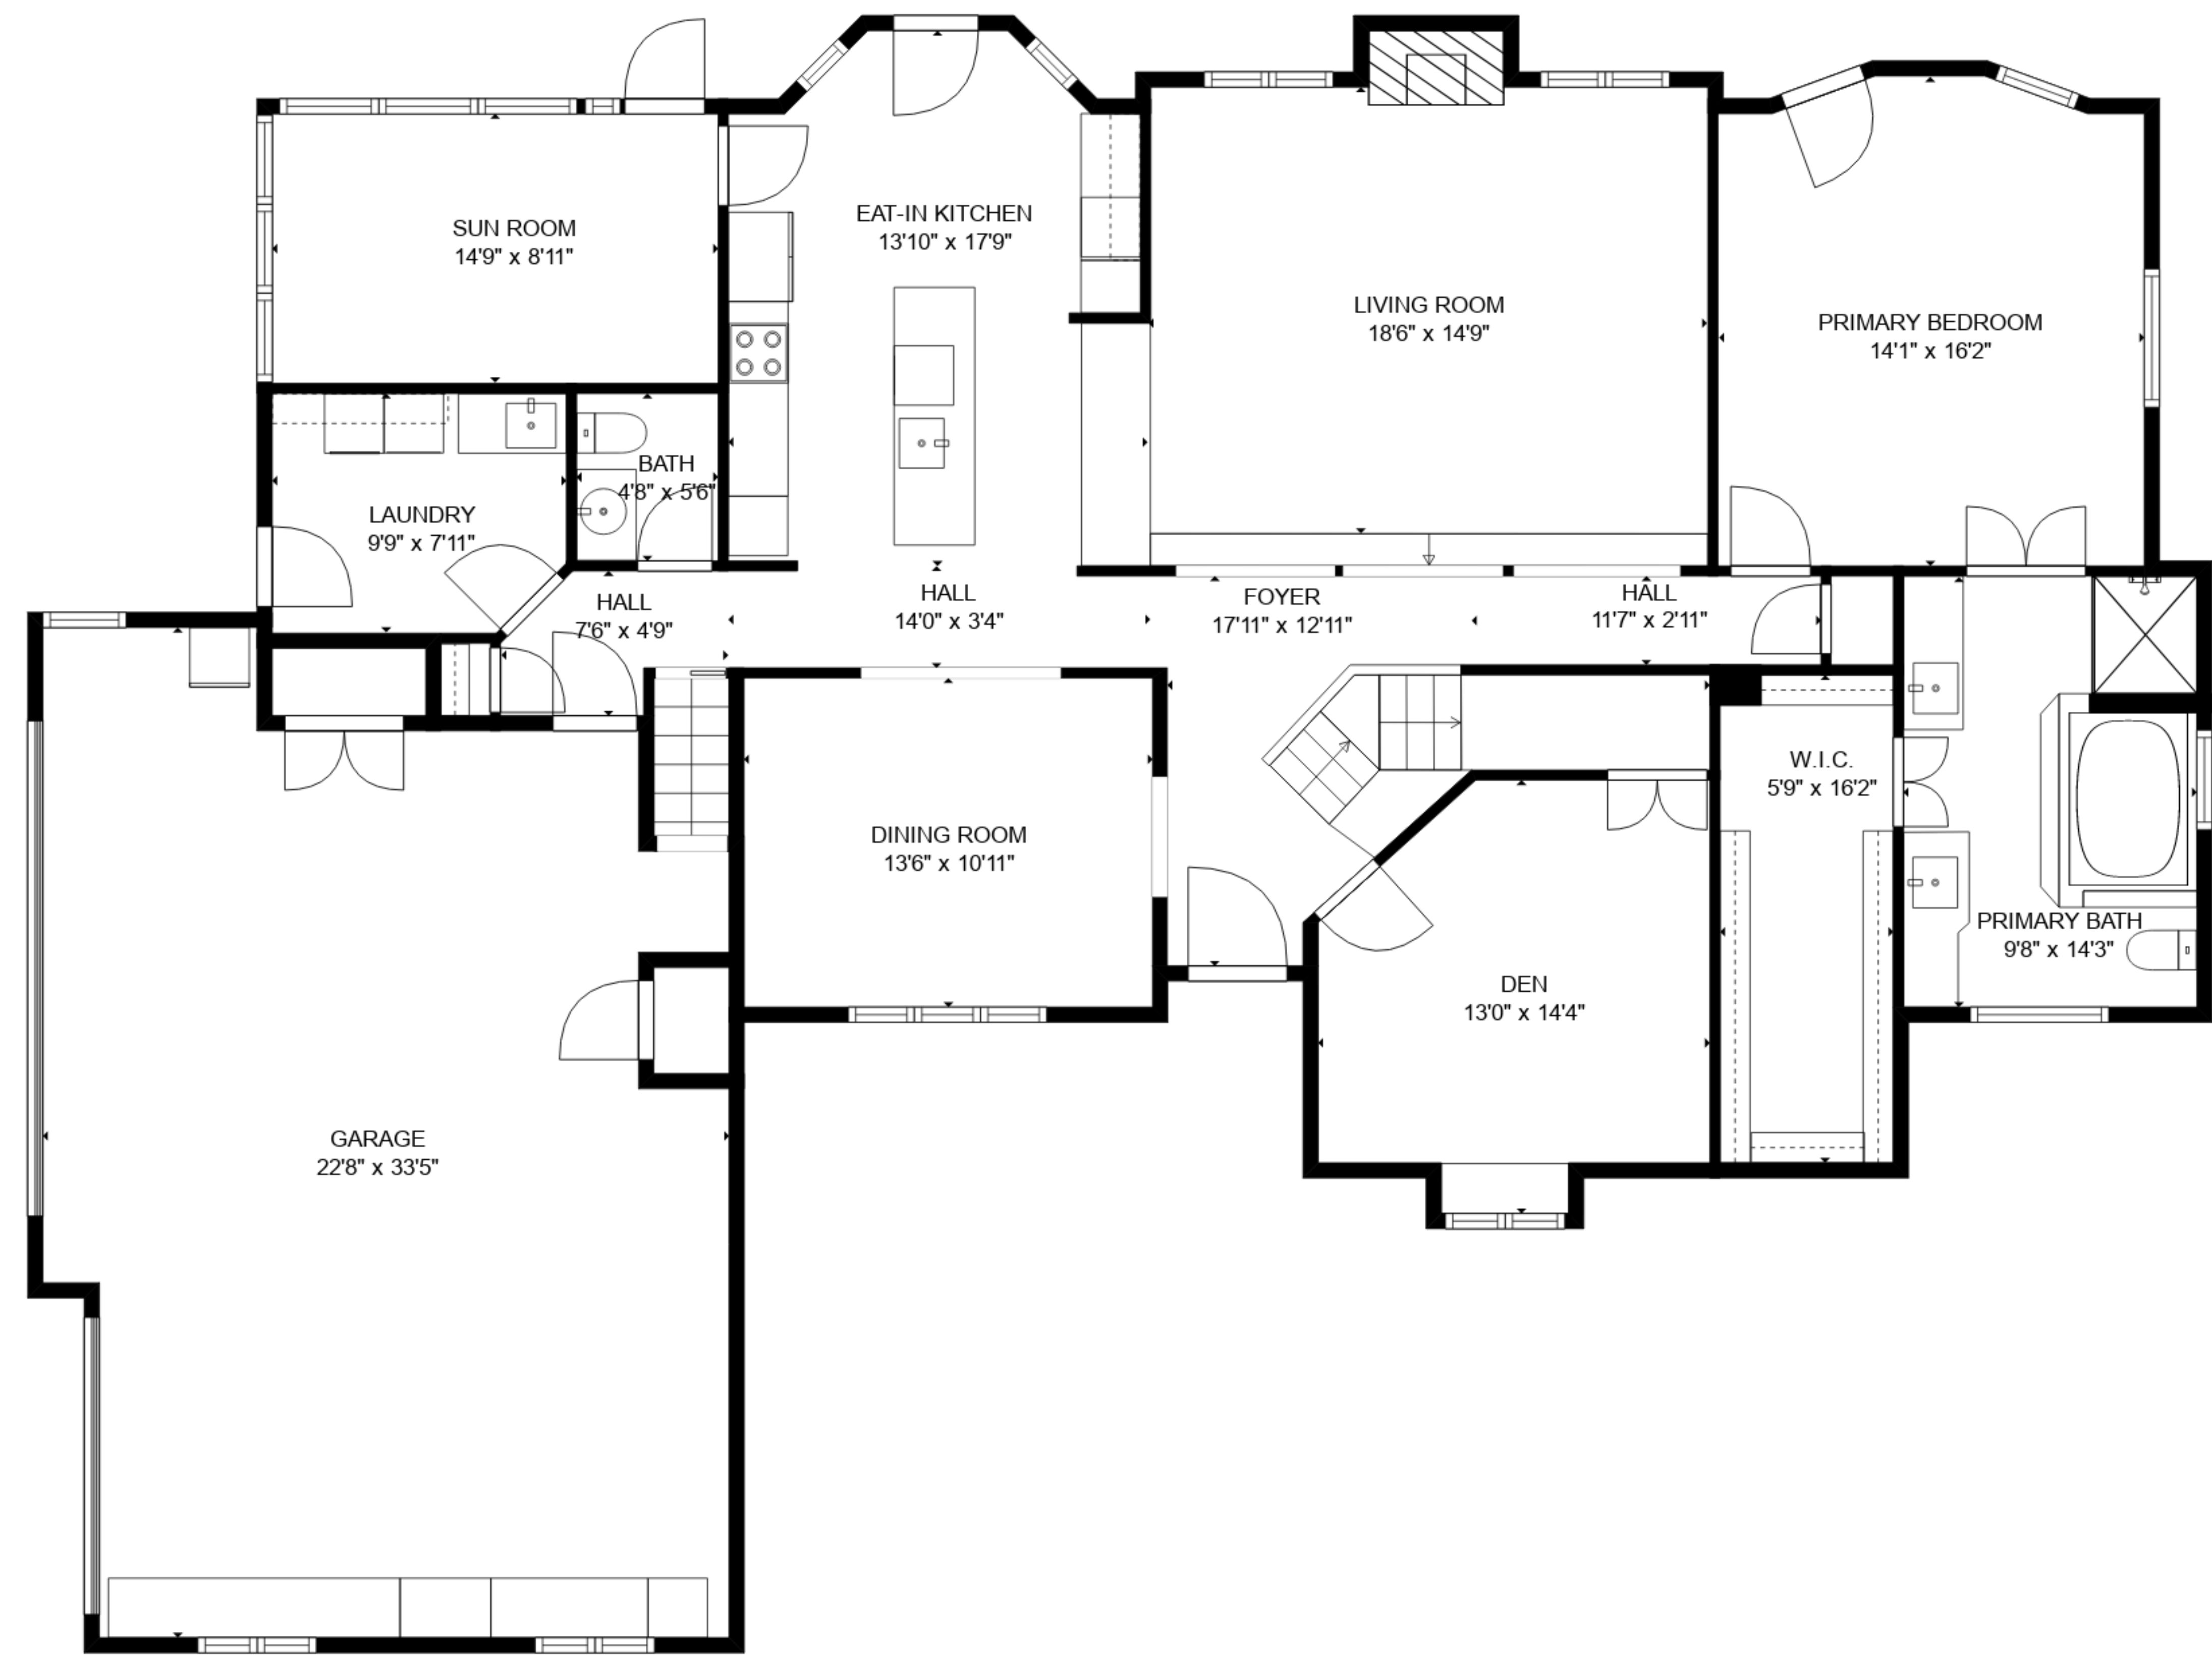 EAT-IN KITCHEN
13'10" x 17'9"
SUN ROOM
14'9" x 8'11"
LIVING ROOM
18'6" x 14'9"
PRIMARY BEDROOM
14'1" x 16'2"
BATH
4'8" x 5'6"
LAUNDRY
9'9" x 7'11"
HALL
7'6" x 4'9"
HALL
14'0" x 3'4"
FOYER
17'11" x 12'11"
HALL
11'7" x 2'11"
W.I.C.
5'9" x 16'2"
DINING ROOM
13'6" x 10'11"
PRIMARY BATH
9'8" x 14'3"
DEN
13'0" x 14'4"
GARAGE
22'8" x 33'5"